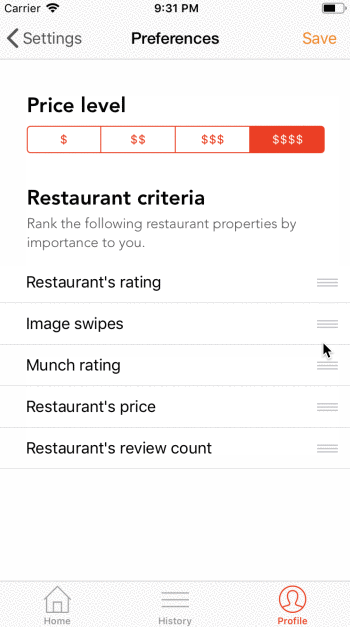 Carrier 9:31 PM
Settings Preferences Save
Price level
$ $$ $$$ $$$$
Restaurant criteria
Rank the following restaurant properties by
importance to you.
Restaurant's rating
Image swipes
Munch rating
Restaurant's price
Restaurant's review count
Home History Profile